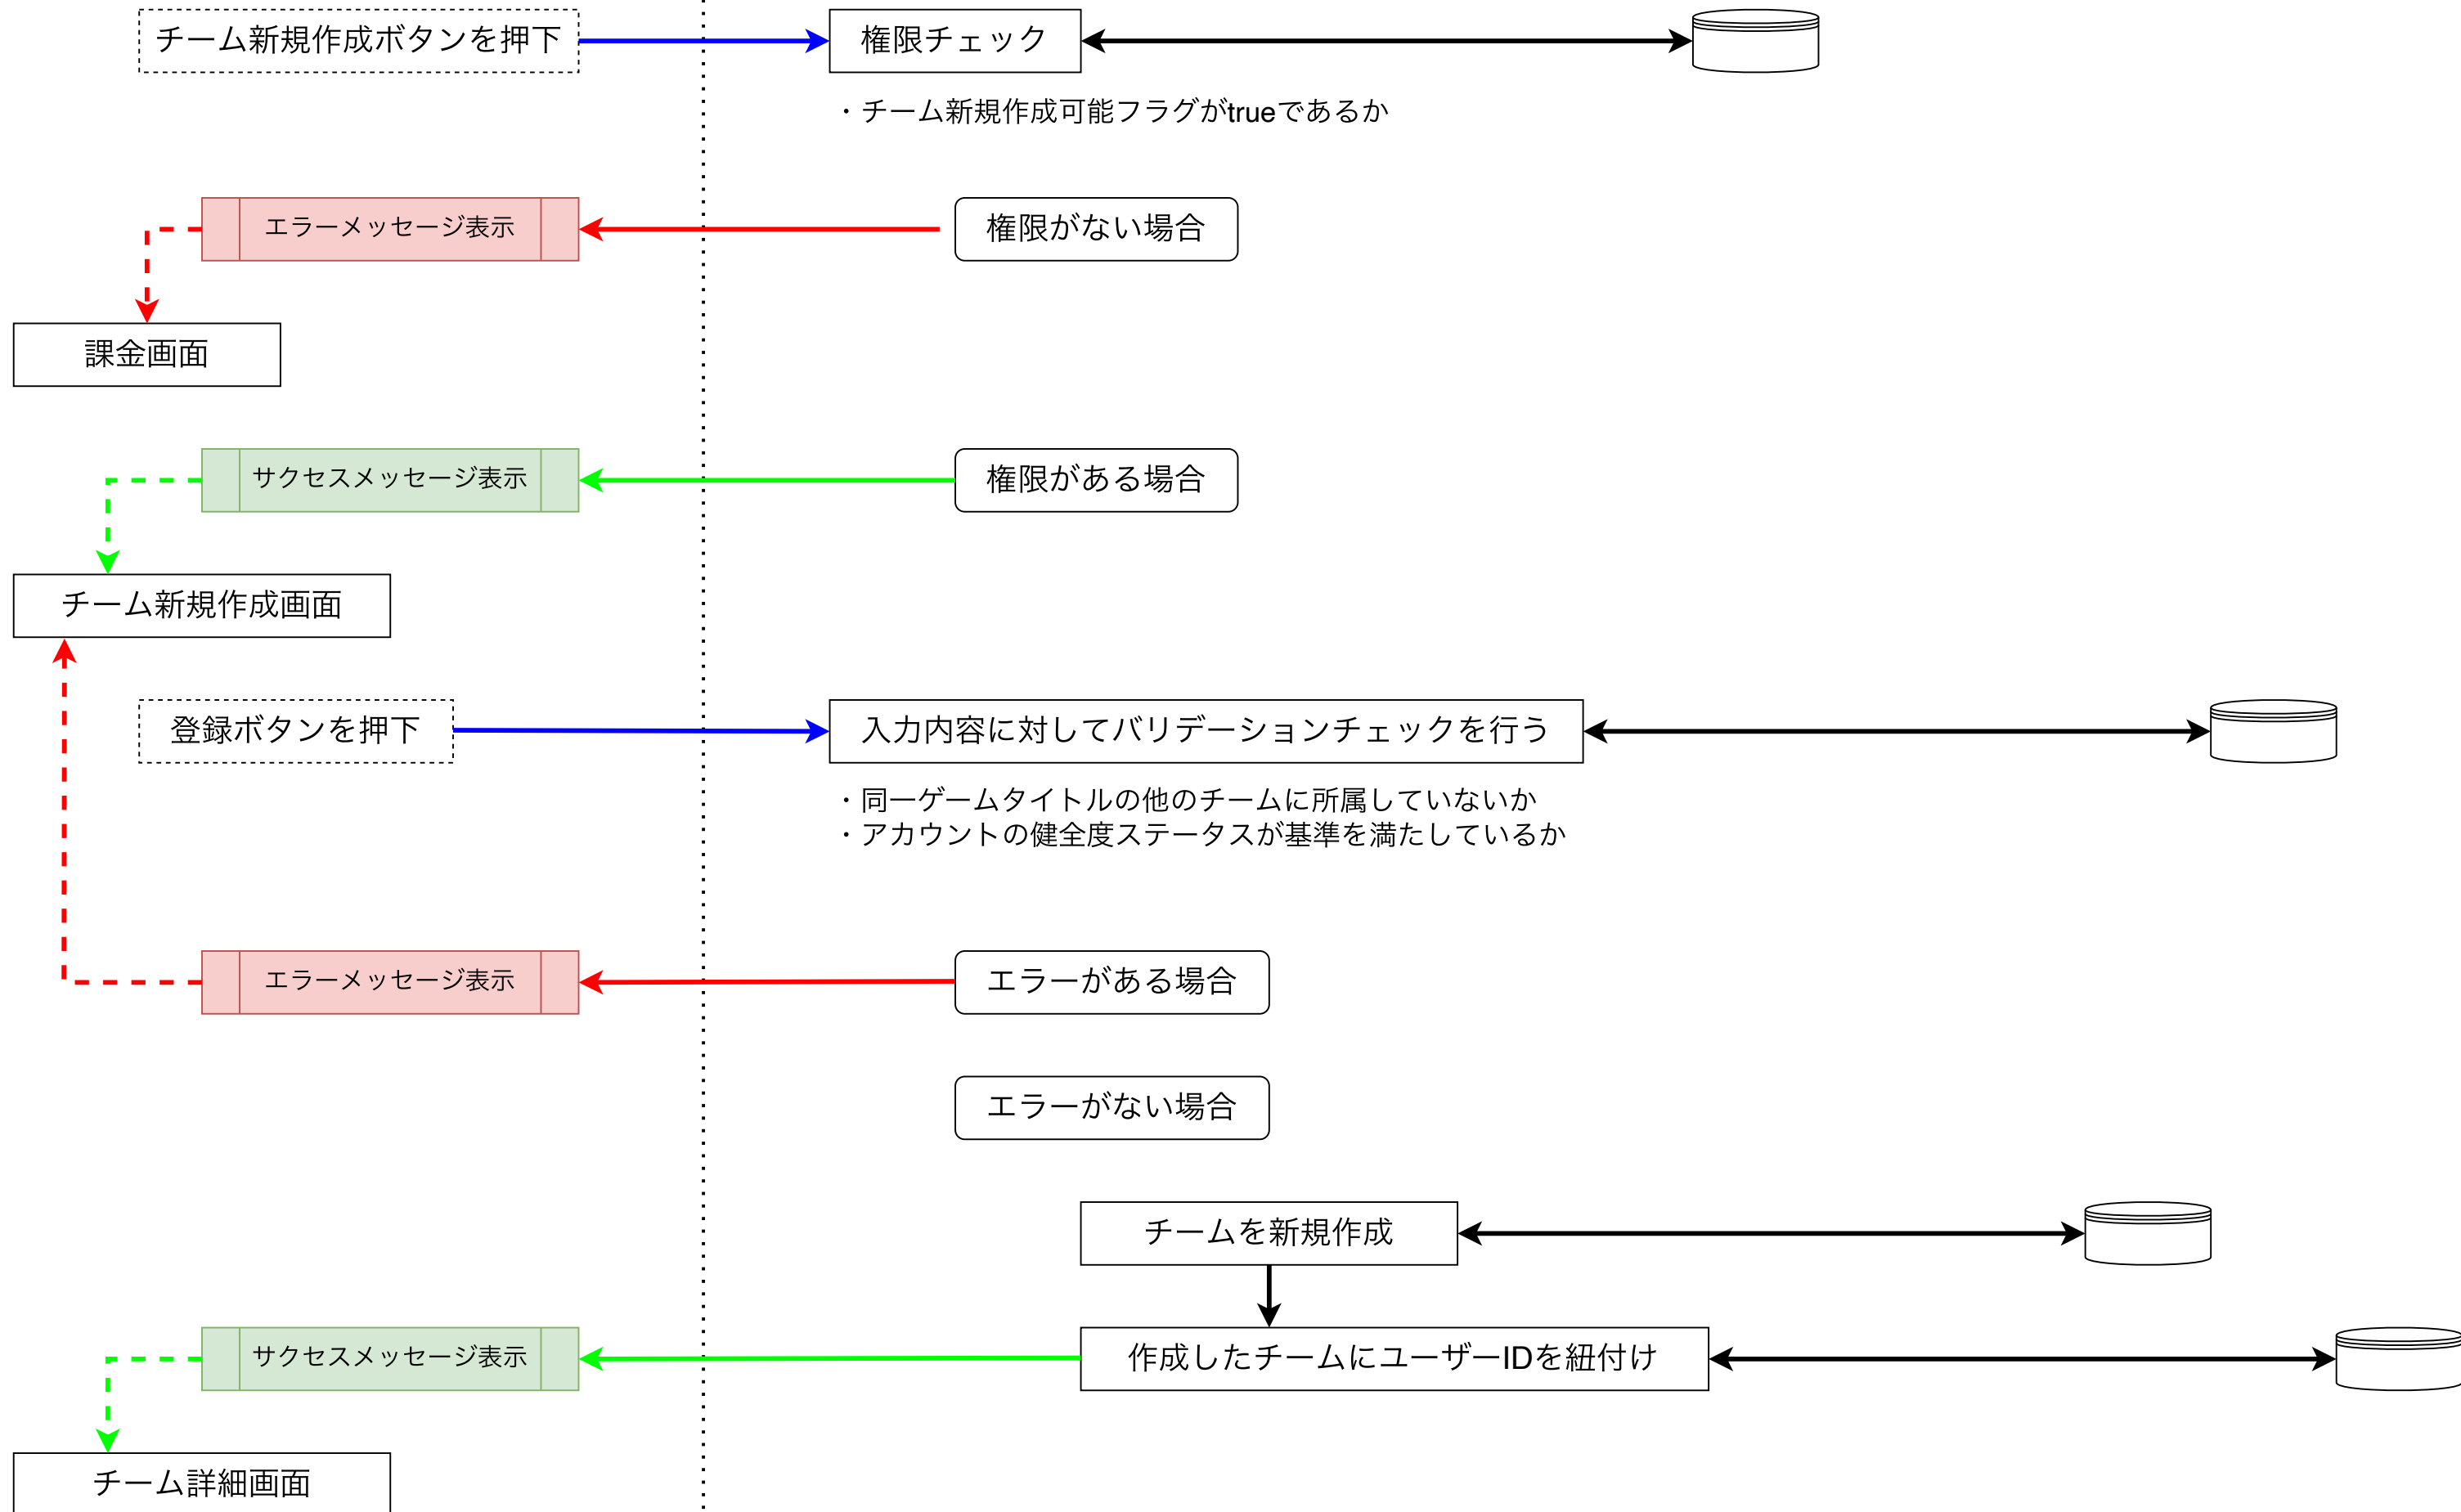 チーム新規作成ボタンを押下
権限チェック
・チーム新規作成可能フラグがtrueであるか
エラーメッセージ表示
権限がない場合
課金画面
サクセスメッセージ表示
権限がある場合
チーム新規作成画面
登録ボタンを押下
入力内容に対してバリデーションチェックを行う
・同一ゲームタイトルの他のチームに所属していないか
・アカウントの健全度ステータスが基準を満たしているか
エラーメッセージ表示
エラーがある場合
エラーがない場合
チームを新規作成
サクセスメッセージ表示
作成したチームにユーザーIDを紐付け
チーム詳細画面